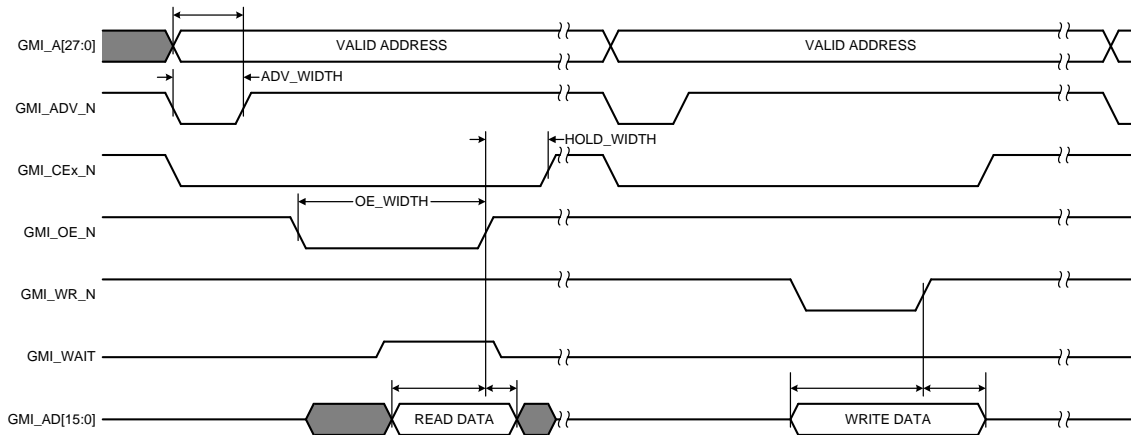 GMI_A[27:0]
VALID ADDRESS
VALID ADDRESS
ADV_WIDTH
GMI_ADV_N
HOLD_WIDTH
GMI_CEx_N
OE_WIDTH
GMI_OE_N
GMI_WR_N
GMI_WAIT
GMI_AD[15:0]
READ DATA
WRITE DATA